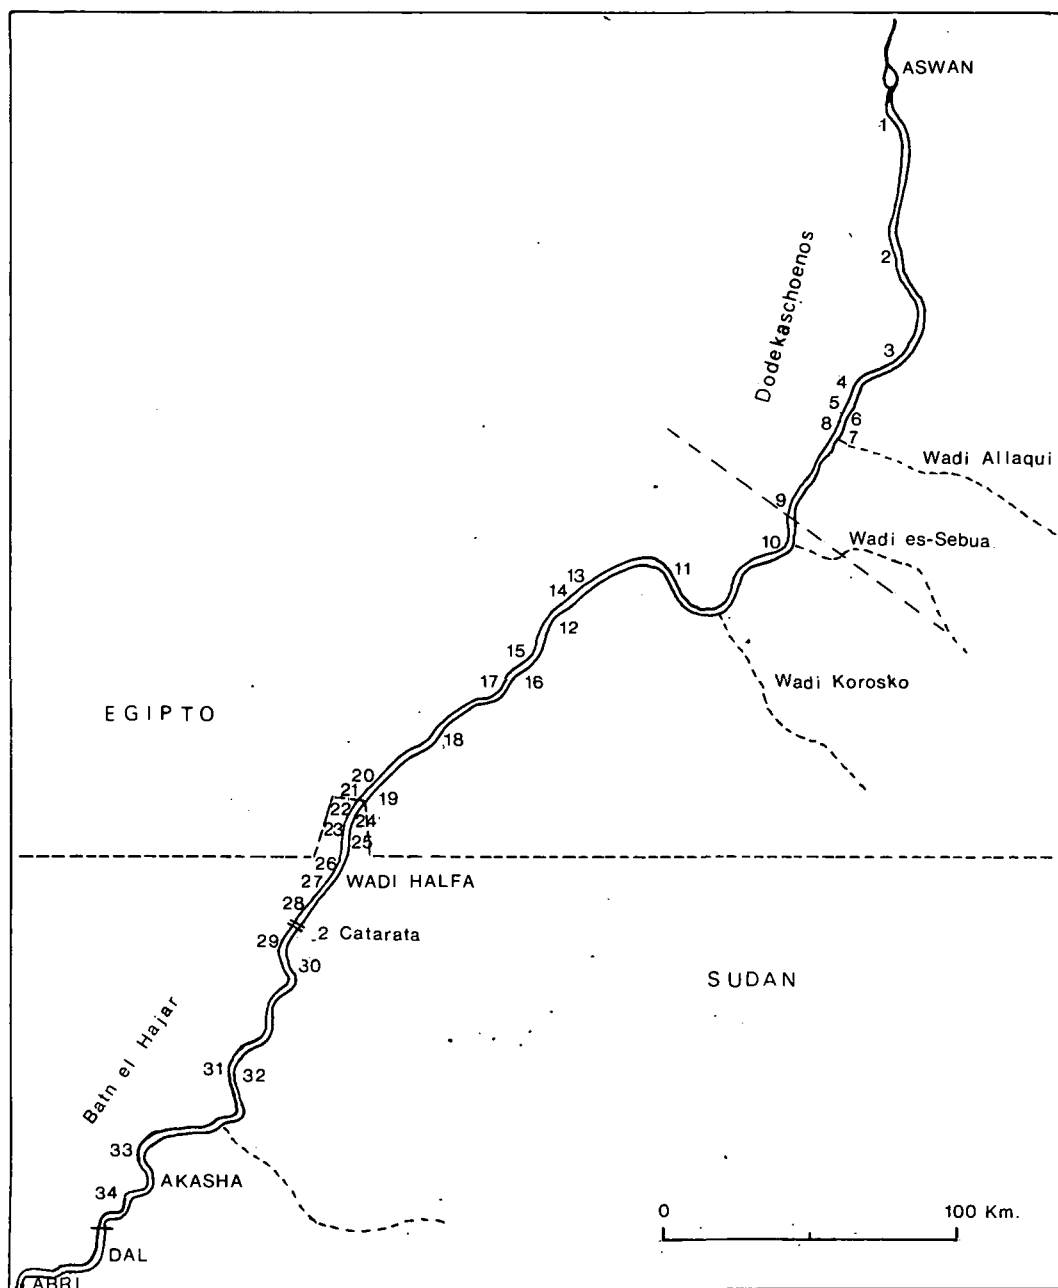 ASWAN
1
2
Dodekaschoenos
3
4
5
6
8
7
Wadi Allaqui
9
Wadi es-Sebua
10
11
13
14
12
15
16
17
Wadi Korosko
EGIPTO
18
20
21
19
22
24
23
25
26
27
WADI HALFA
28
2 Catarata
29
30
SUDAN
Batn el Hajar
31
32
33
AKASHA
34
0 100 Km.
DAL
ABRI